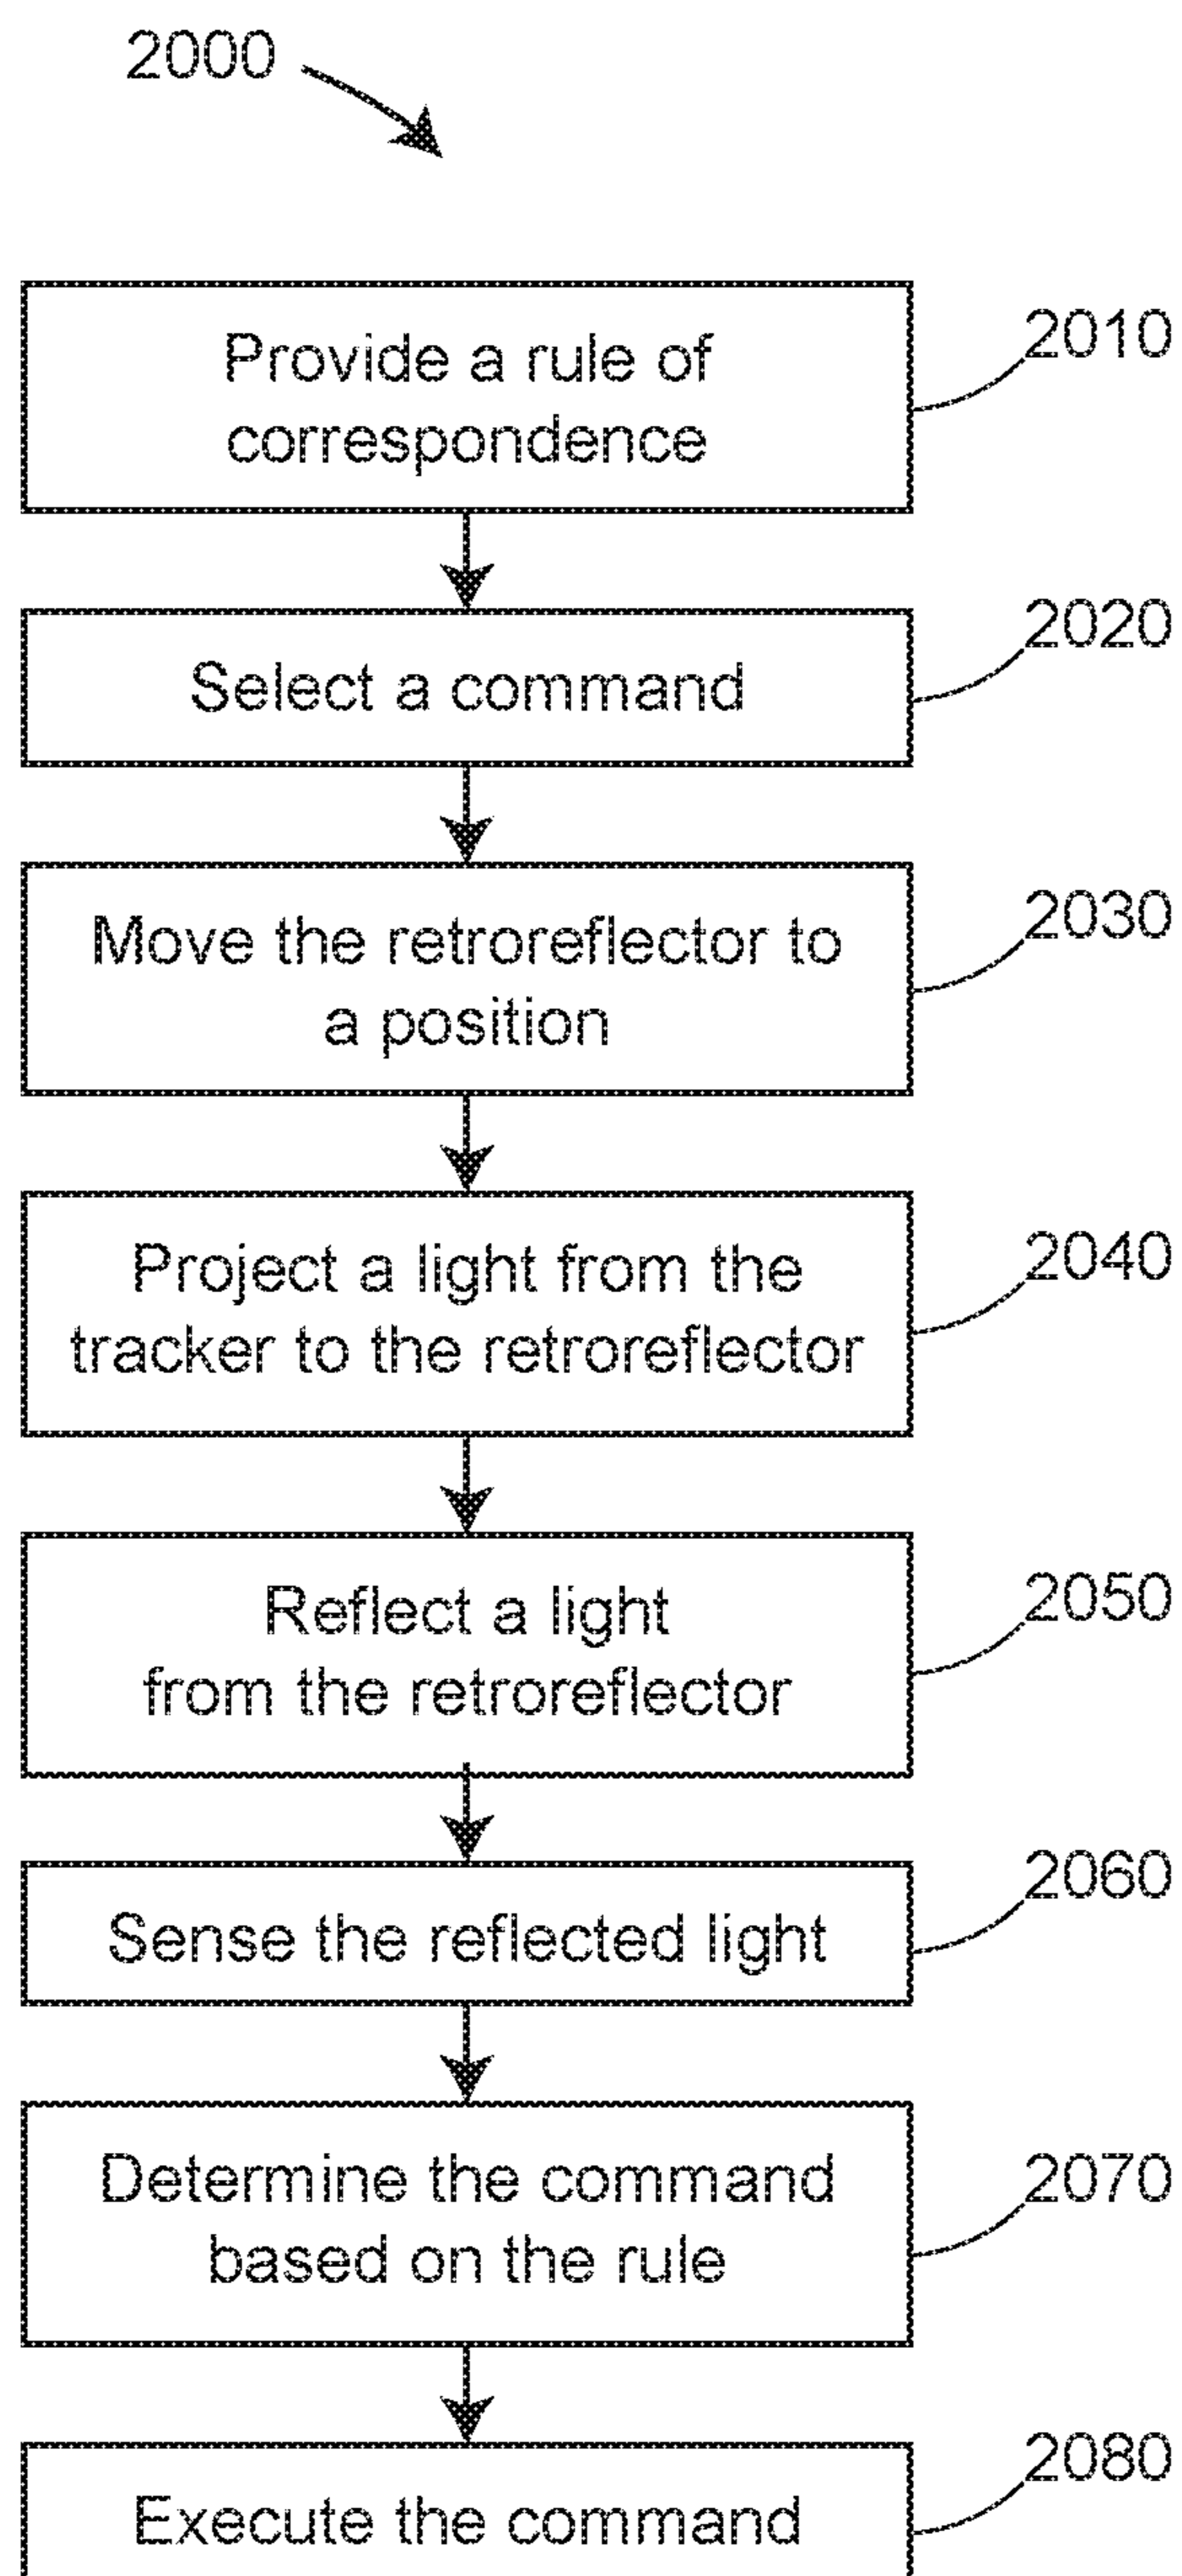 2000
Provide a rule of
correspondence
2010
Select a command
2020
Move the retroreflector to
a position
2030
Project a light from the
tracker to the retroreflector
2040
Reflect a light
from the retroreflector
2050
Sense the reflected light
2060
Determine the command
based on the rule
2070
Execute the command
2080